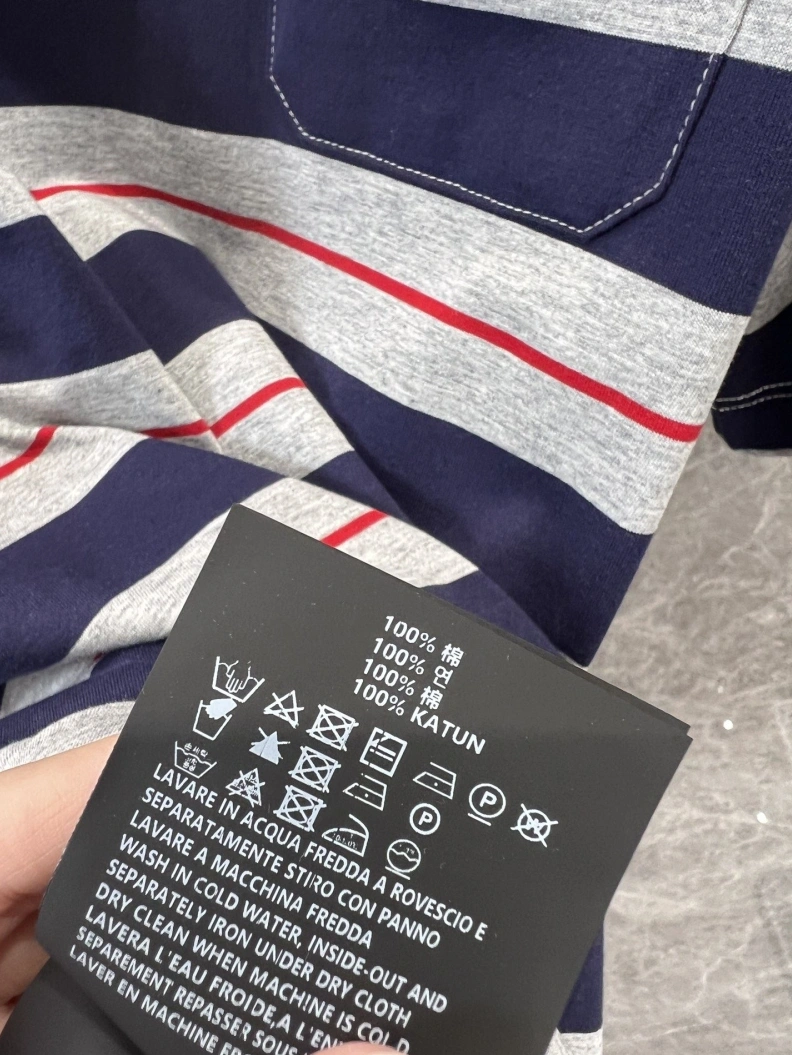 100% 棉
100% 면
100% 棉
100% KATUN
P
W
P
LAVARE IN ACQUA FREDDA A ROVESCIO E
SEPARATAMENTE STIRO CON PANNO
LAVARE A MACCHINA FREDDA
WASH IN COLD WATER, INSIDE-OUT AND
SEPARATELY IRON UNDER DRY CLOTH
DRY CLEAN WHEN MACHINE IS COLD
LAVERA L'EAU FROIDE,A L'EN
SEPAREMENT REPASSER SOUS
LAVER EN MACHINE